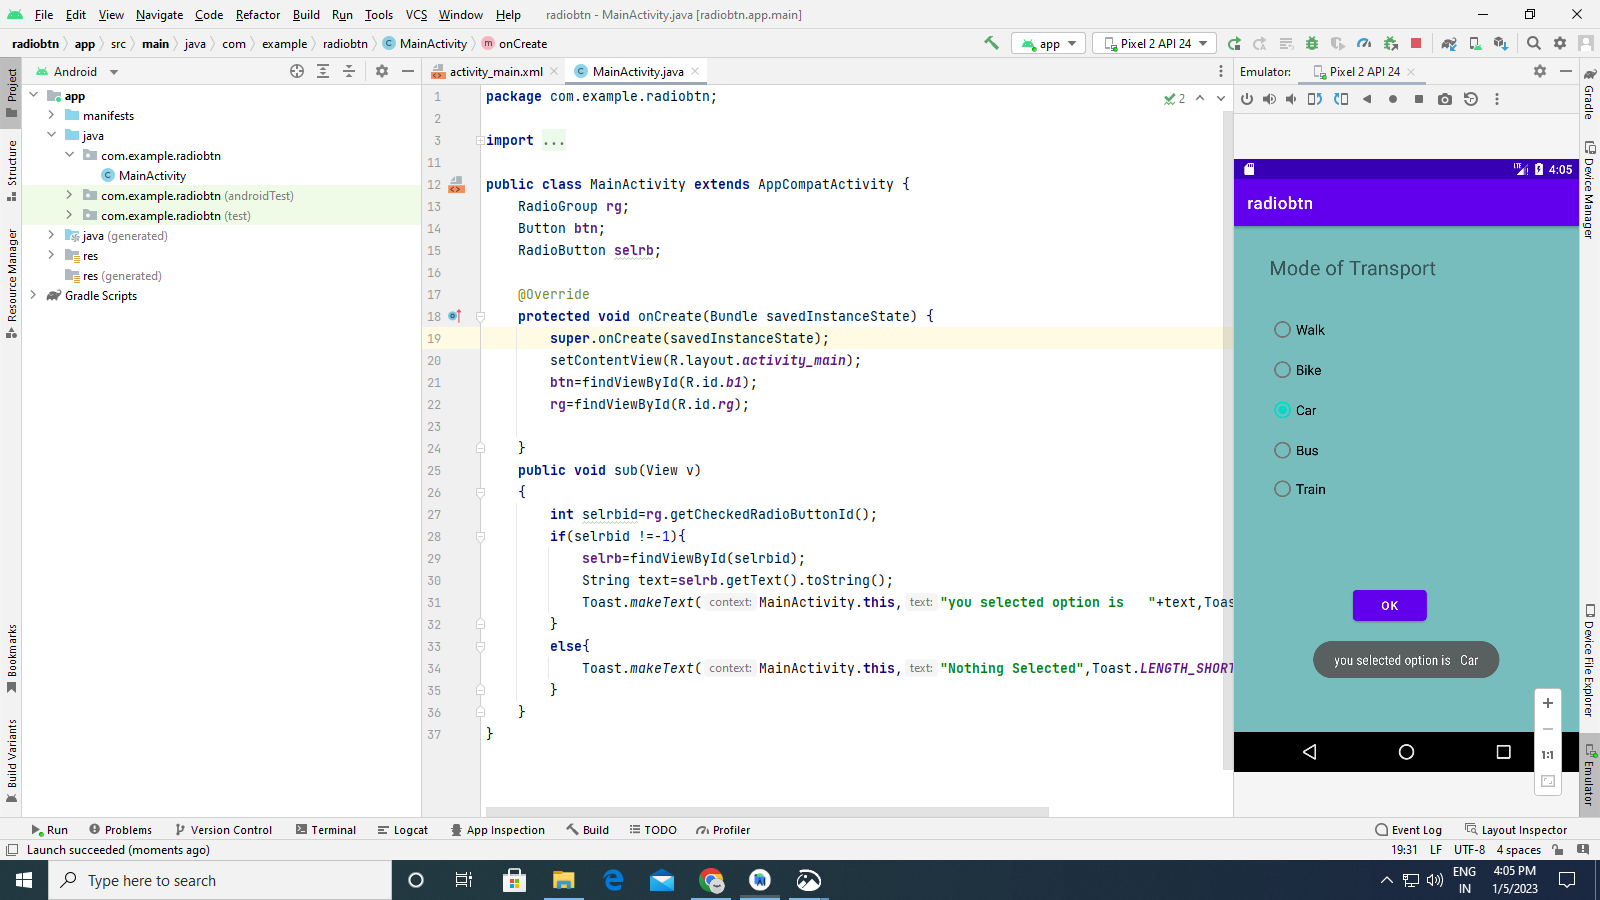 File Edit View Navigate Code Refactor Build Run Tools VCS Window Help radiobtn - MainActivity.java [radiobtn.app.main]
radiobtn app src main java com example radiobtn MainActivity onCreate app Pixel 2 API 24
Android
activity_main.xml MainActivity.java
Emulator: Pixel 2 API 24
Project
Structure
Resource Manager
Bookmarks
Build Variants
app
manifests
java
com.example.radiobtn
MainActivity
com.example.radiobtn (androidTest)
com.example.radiobtn (test)
java (generated)
res
res (generated)
Gradle Scripts
2
1 package com.example.radiobtn;
2
3 import ...
11
12 public class MainActivity extends AppCompatActivity {
13 RadioGroup rg;
14 Button btn;
15 RadioButton selrb;
16
17 @Override
18 protected void onCreate(Bundle savedInstanceState) {
19 super.onCreate(savedInstanceState);
20 setContentView(R.layout.activity_main);
21 btn=findViewById(R.id.b1);
22 rg=findViewById(R.id.rg);
23
24 }
25 public void sub(View v)
26 {
27 int selrbid=rg.getCheckedRadioButtonId();
28 if(selrbid !=-1){
29 selrb=findViewById(selrbid);
30 String text=selrb.getText().toString();
31 Toast.makeText( context: MainActivity.this, text: "you selected option is   "+text,Toas
32 }
33 else{
34 Toast.makeText( context: MainActivity.this, text: "Nothing Selected",Toast.LENGTH_SHORT
35 }
36 }
37 }
LTE 4:05
radiobtn
Mode of Transport
Walk
Bike
Car
Bus
Train
OK
you selected option is   Car
1:1
Gradle
Device Manager
Device File Explorer
Emulator
Run Problems Version Control Terminal Logcat App Inspection Build TODO Profiler Event Log Layout Inspector
Launch succeeded (moments ago) 19:31 LF UTF-8 4 spaces
Type here to search
ENG
IN
4:05 PM
1/5/2023